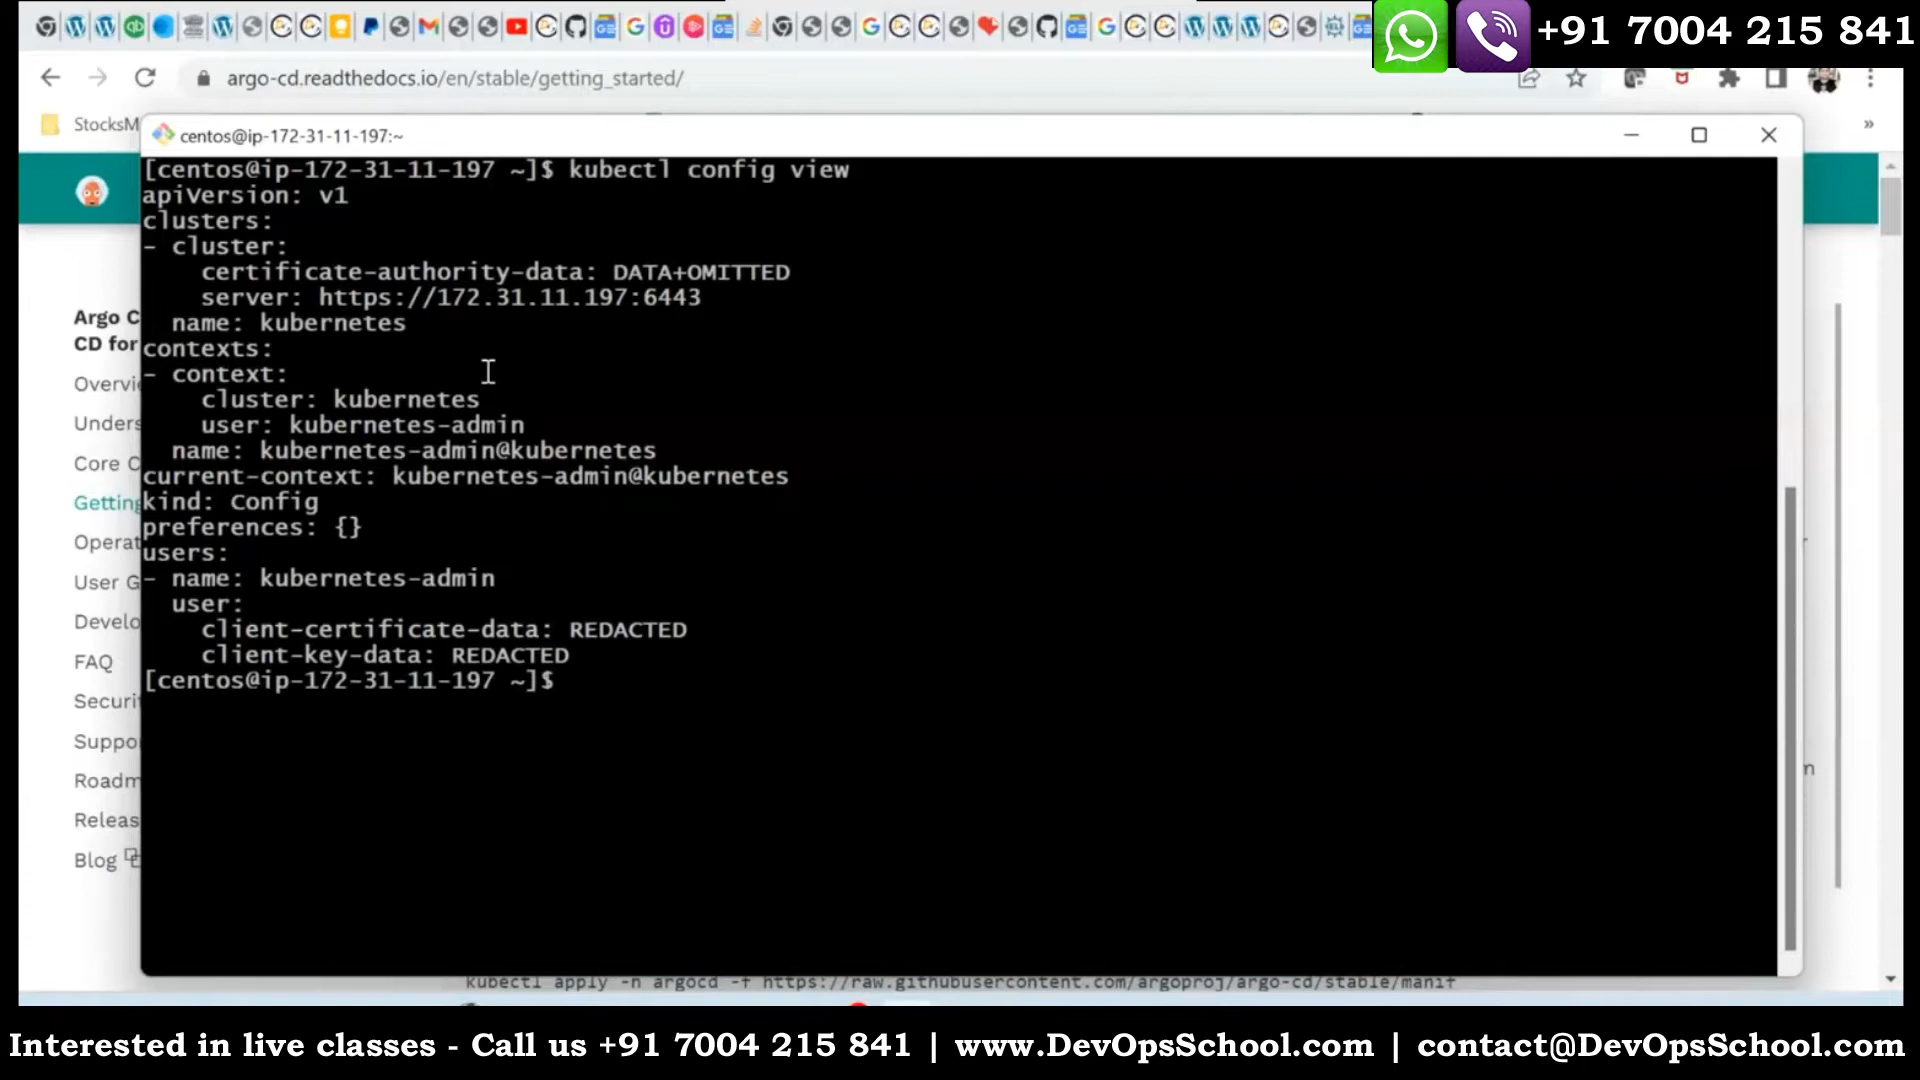 +91 7004 215 841
argo-cd.readthedocs.io/en/stable/getting_started/
StocksM
»
centos@ip-172-31-11-197:~
[centos@ip-172-31-11-197 ~]$ kubectl config view
apiVersion: v1
clusters:
- cluster:
certificate-authority-data: DATA+OMITTED
server: https://172.31.11.197:6443
name: kubernetes
contexts:
- context:
cluster: kubernetes
user: kubernetes-admin
name: kubernetes-admin@kubernetes
current-context: kubernetes-admin@kubernetes
kind: Config
preferences: {}
users:
- name: kubernetes-admin
user:
client-certificate-data: REDACTED
client-key-data: REDACTED
[centos@ip-172-31-11-197 ~]$
Argo C
CD for
Overvi
Unders
Core C
Getting
Operat
User G
Develo
FAQ
Securi
Suppo
Roadm
Releas
Blog
kubectl apply -n argocd -f https://raw.githubusercontent.com/argoproj/argo-cd/stable/manif
Interested in live classes - Call us +91 7004 215 841 | www.DevOpsSchool.com | contact@DevOpsSchool.com